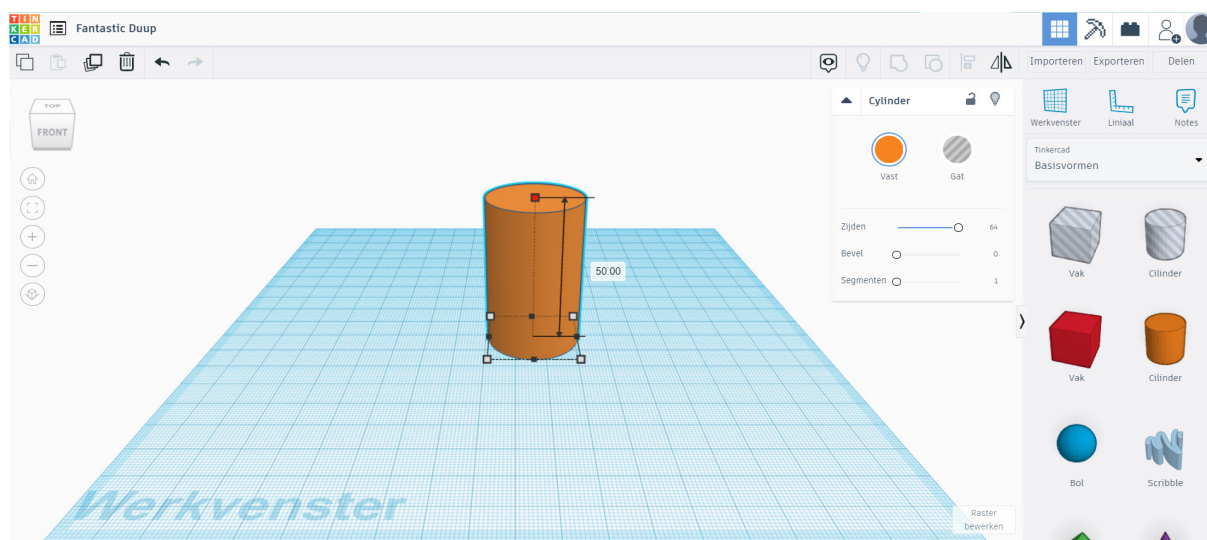 TIN
KER
CAD
Fantastic Duup
Importeren Exporteren Delen
TOP
FRONT
Cylinder
Vast Gat
Zijden 64
Bevel 0
Segmenten 1
50.00
Werkvenster Liniaal Notes
Tinkercad
Basisvormen
Vak Cilinder
Vak Cilinder
Bol Scribble
Werkvenster
Raster
bewerken